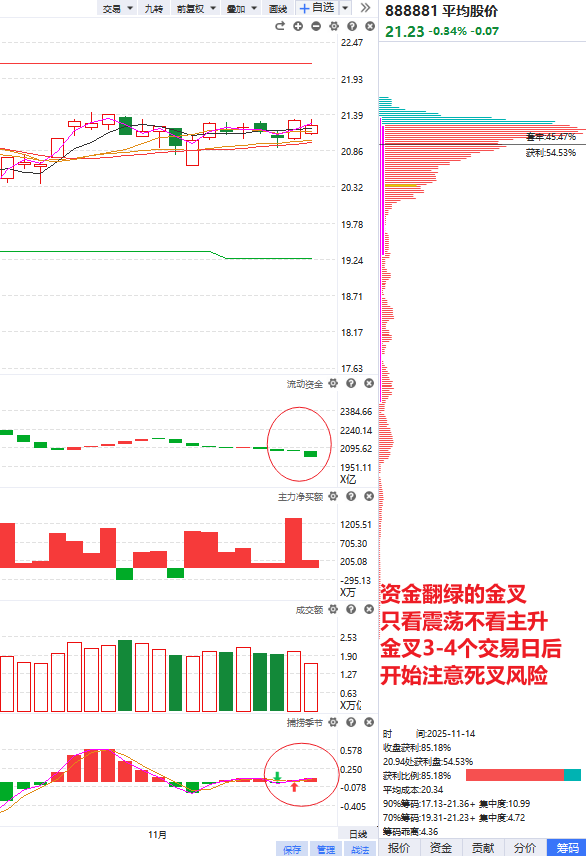 交易 ▼ 九转 前复权 ▼ 叠加 ▼ 画线 + 自选 ▼ »
888881 平均股价
21.23 -0.34% -0.07
22.47
21.93
21.39
20.86
20.32
19.78
19.24
18.71
18.17
17.63
套牢:45.47%
获利:54.53%
流动资金
2384.66
2240.14
2095.62
1951.11
X亿
主力净买额
1205.51
705.30
205.08
-295.13
X万
成交额
2.53
1.90
1.27
0.63
X万亿
捕捞季节
0.578
0.250
-0.078
-0.405
11月
日线
保存 管理 战法
资金翻绿的金叉
只看震荡不看主升
金叉3-4个交易日后
开始注意死叉风险
时 间:2025-11-14
收盘获利:85.18%
20.94处获利盘:54.53%
获利比例:85.18%
平均成本:20.34
90%筹码:17.13-21.36+ 集中度:10.99
70%筹码:19.31-21.23+ 集中度:4.72
筹码乖离:4.36
报价 资金 贡献 分价 筹码